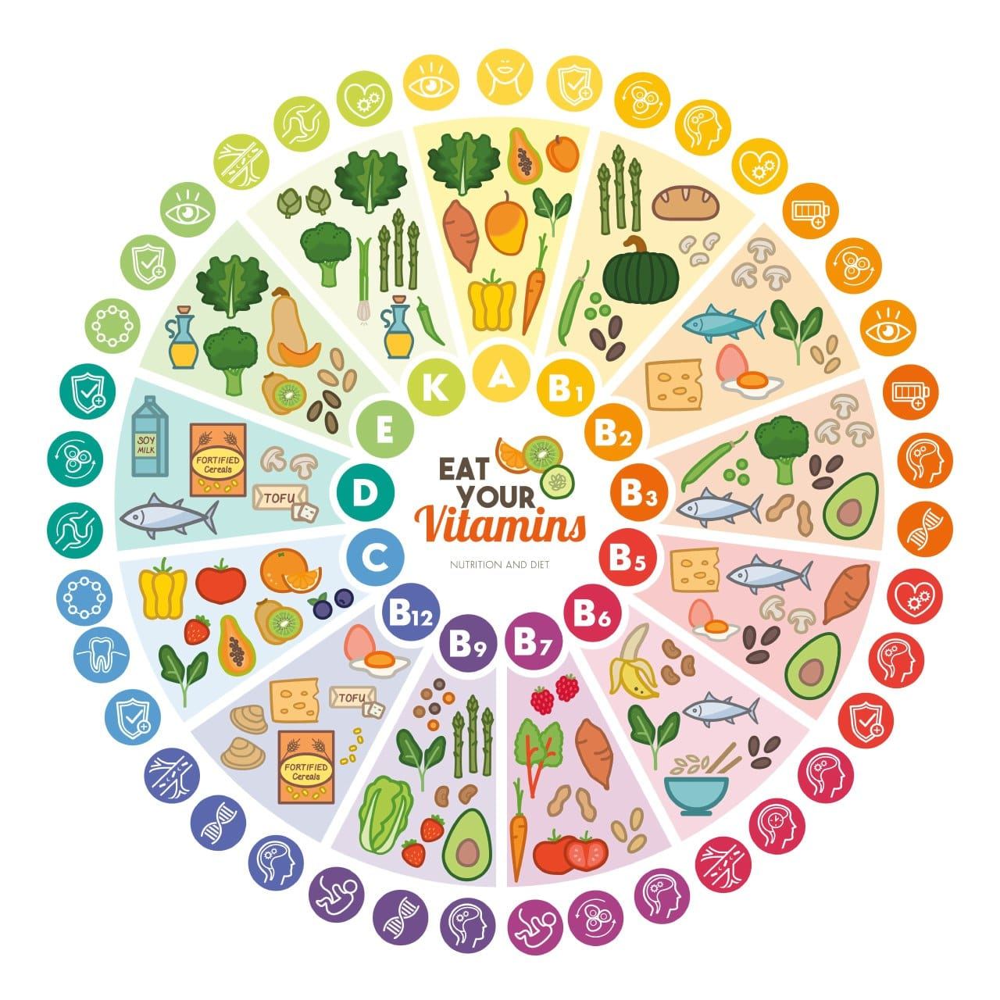 EAT
YOUR
Vitamins
NUTRITION AND DIET
A
B1
B2
B3
B5
B6
B7
B9
B12
C
D
E
K
SOY
MILK
FORTIFIED
Cereals
TOFU
TOFU
FORTIFIED
Cereals